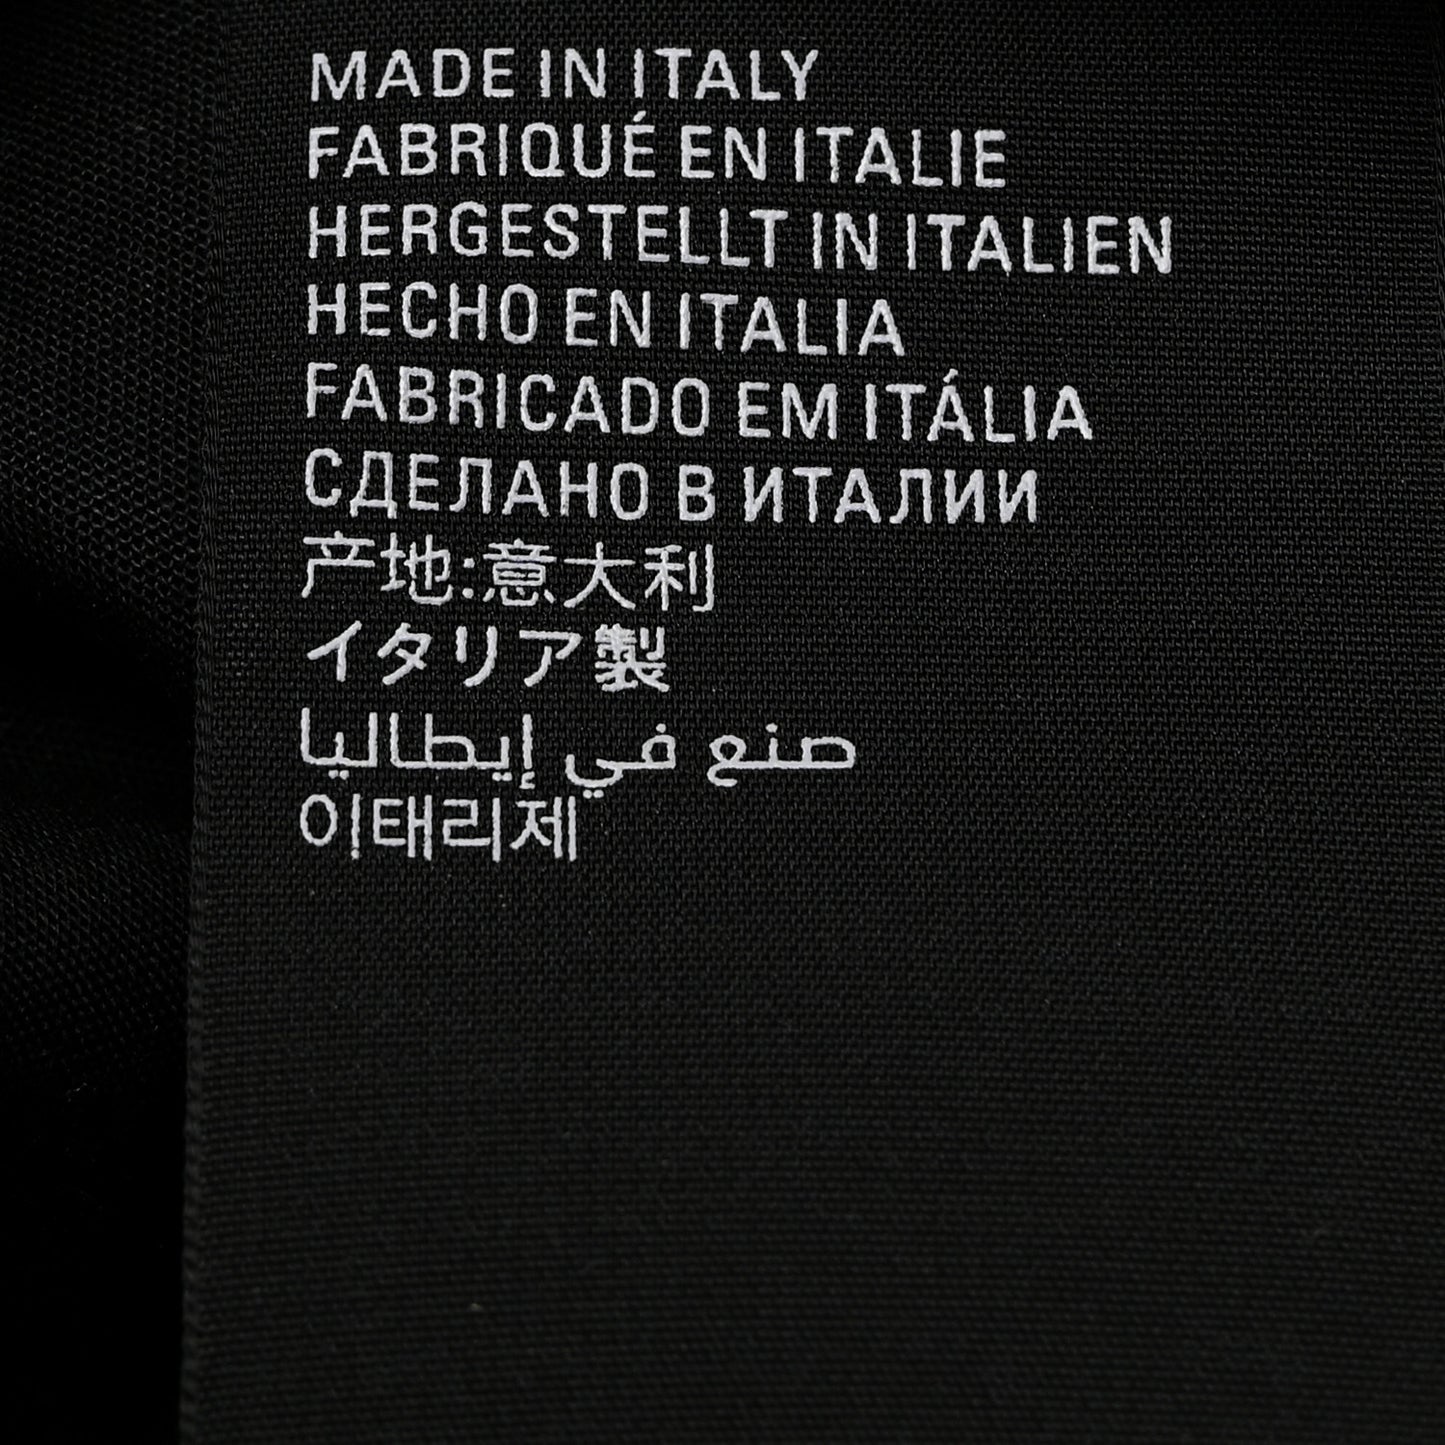 MADE IN ITALY
FABRIQUÉ EN ITALIE
HERGESTELLT IN ITALIEN
HECHO EN ITALIA
FABRICADO EM ITÁLIA
СДЕЛАНО В ИТАЛИИ
产地:意大利
イタリア製
صنع في إيطاليا
이태리제